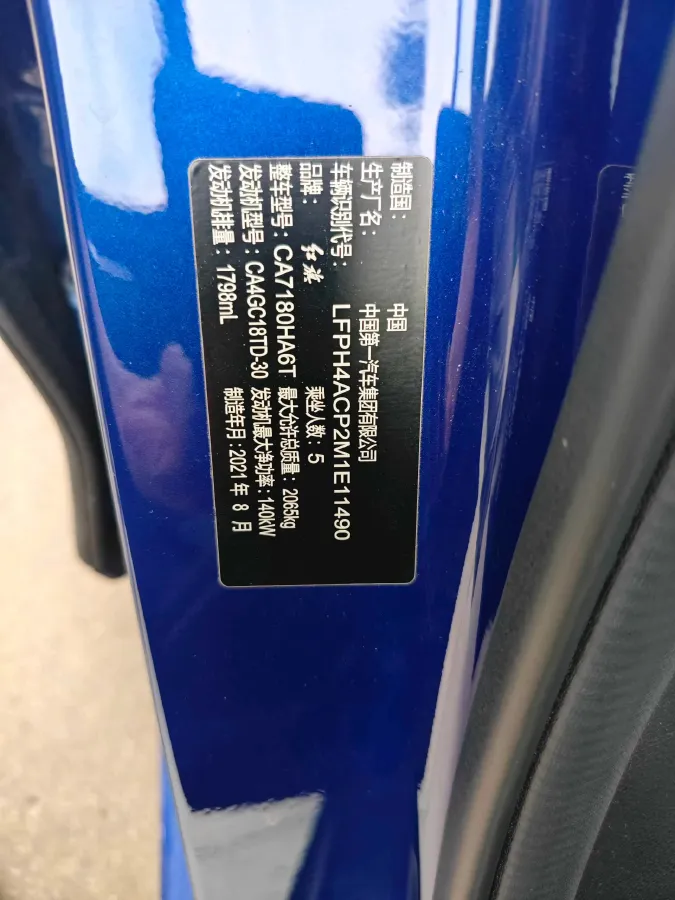 制造国： 中国
生产厂名： 中国第一汽车集团有限公司
车辆识别代号： LFPH4ACP2M1E11490
品牌： 红旗 乘坐人数：5
整车型号：CA7180HA6T 最大允许总质量：2065kg
发动机型号：CA4GC18TD-30 发动机最大净功率：140kW
发动机排量：1798mL 制造年月：2021年 8 月